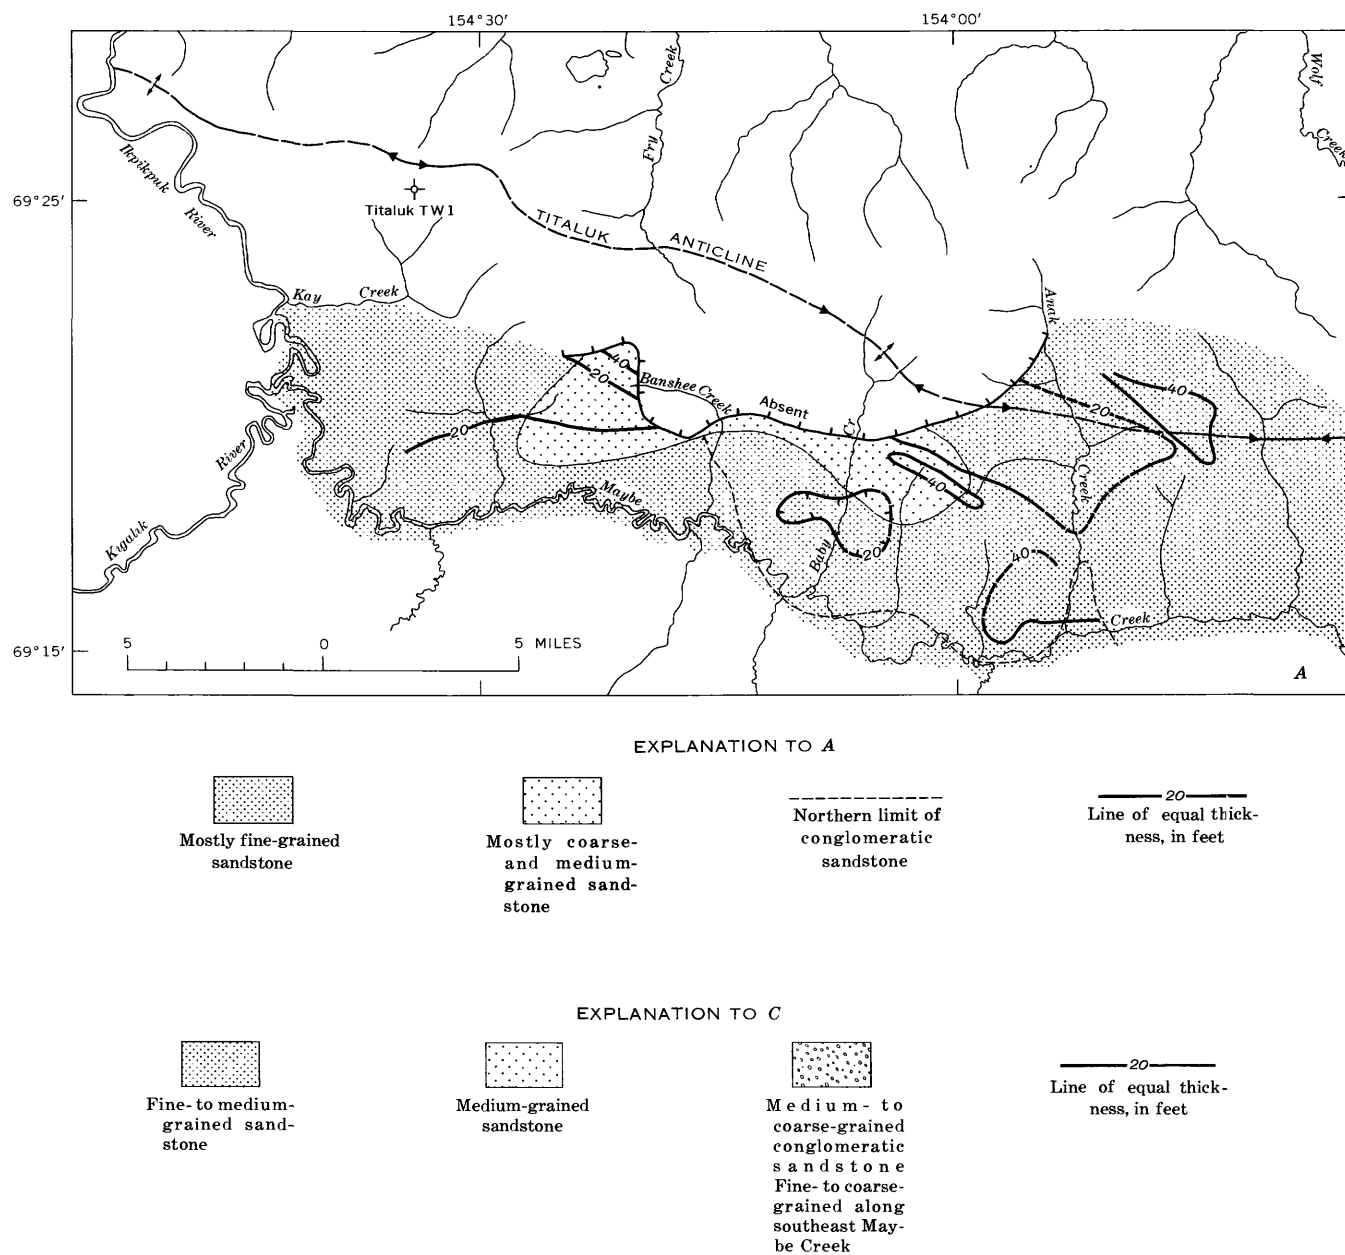 154°30′
154°00′
Creek
Fry
Wolf
Creek
Ikpikpuk
River
69°25′
Titaluk TW 1
TITALUK
ANTICLINE
Kay
Creek
Anak
40
20
Banshee Creek
Absent
40
20
20
Cr
River
Maybe
40
Creek
Kigalik
Baby
20
40
Creek
69°15′
5 0 5 MILES
A
EXPLANATION TO A
Mostly fine-grained
sandstone
Mostly coarse-
and medium-
grained sand-
stone
Northern limit of
conglomeratic
sandstone
20
Line of equal thick-
ness, in feet
EXPLANATION TO C
Fine- to medium-
grained sand-
stone
Medium-grained
sandstone
Medium- to
coarse-grained
conglomeratic
sandstone
Fine- to coarse-
grained along
southeast May-
be Creek
20
Line of equal thick-
ness, in feet